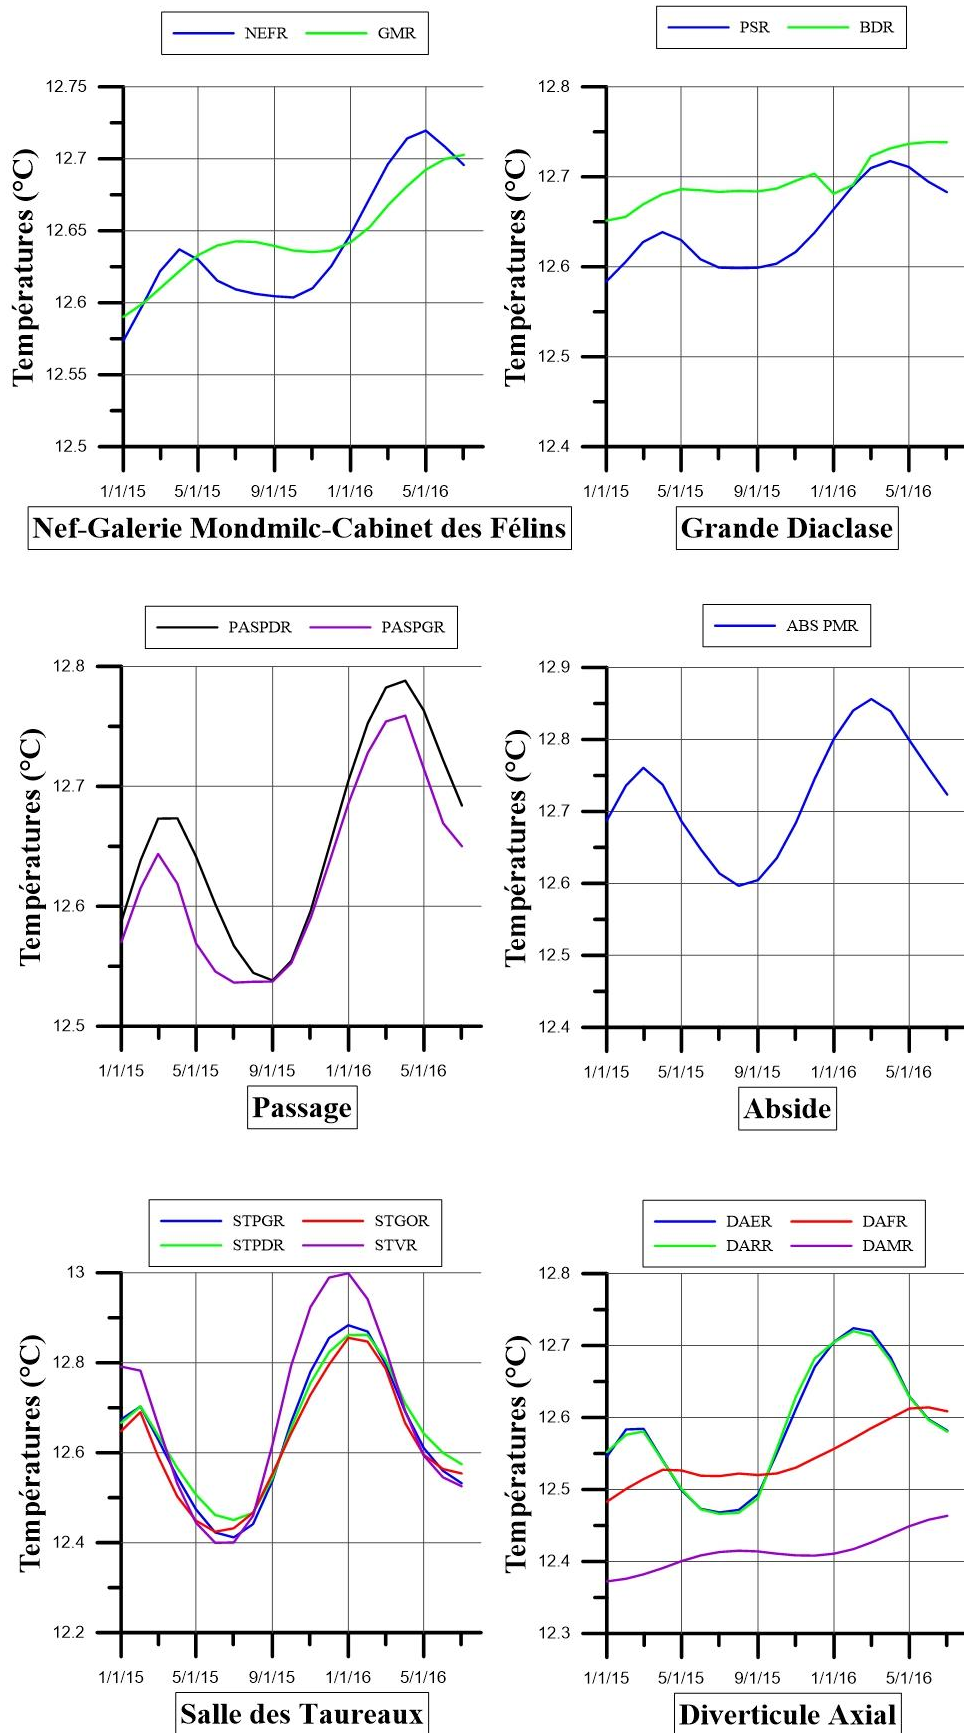 NEFR GMR
Températures (°C)
12.75
12.7
12.65
12.6
12.55
12.5
1/1/15 5/1/15 9/1/15 1/1/16 5/1/16
Nef-Galerie Mondmilc-Cabinet des Félins
PSR BDR
Températures (°C)
12.8
12.7
12.6
12.5
12.4
1/1/15 5/1/15 9/1/15 1/1/16 5/1/16
Grande Diaclase
PASPDR PASPGR
Températures (°C)
12.8
12.7
12.6
12.5
1/1/15 5/1/15 9/1/15 1/1/16 5/1/16
Passage
ABS PMR
Températures (°C)
12.9
12.8
12.7
12.6
12.5
12.4
1/1/15 5/1/15 9/1/15 1/1/16 5/1/16
Abside
STPGR STGOR
STPDR STVR
Températures (°C)
13
12.8
12.6
12.4
12.2
1/1/15 5/1/15 9/1/15 1/1/16 5/1/16
Salle des Taureaux
DAER DAFR
DARR DAMR
Températures (°C)
12.8
12.7
12.6
12.5
12.4
12.3
1/1/15 5/1/15 9/1/15 1/1/16 5/1/16
Diverticule Axial